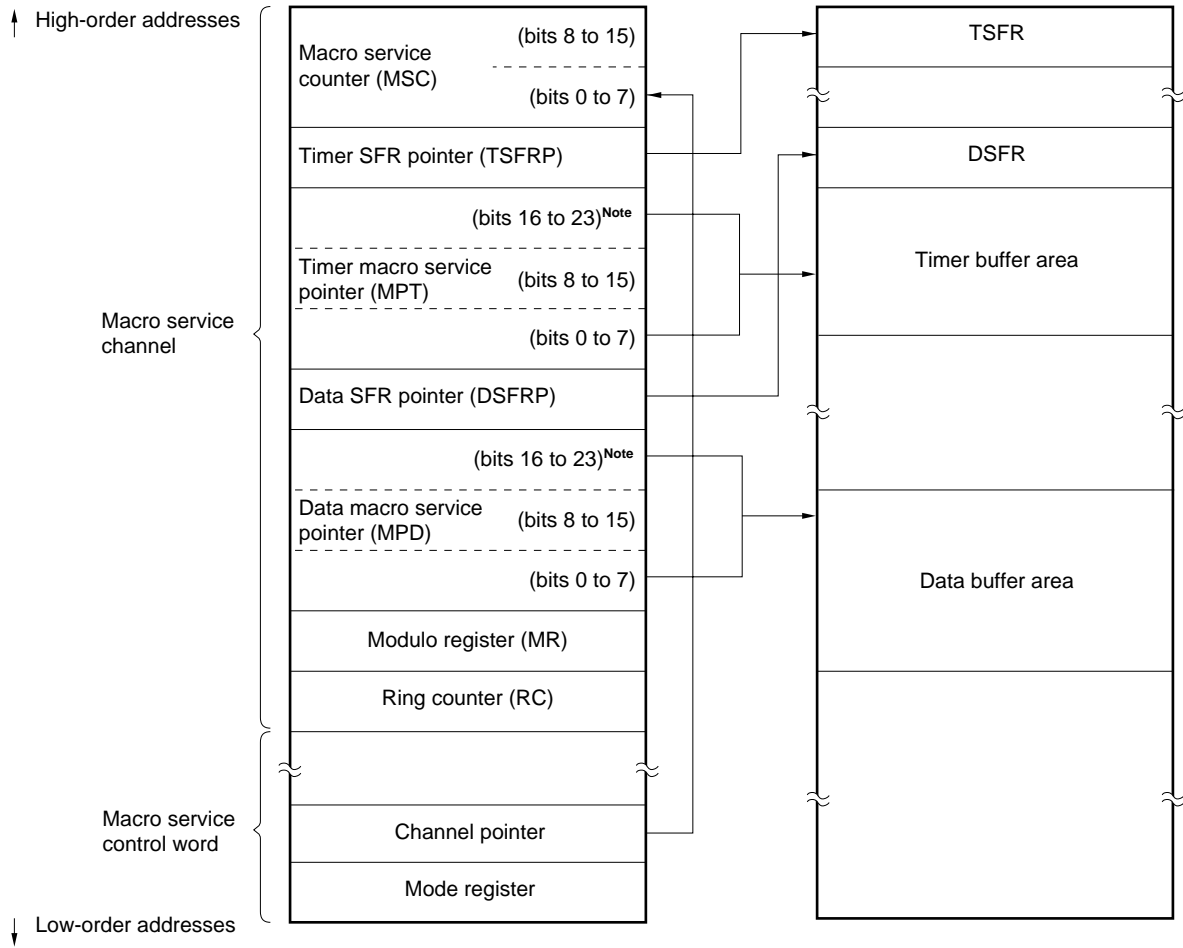 High-order addresses
Macro service
counter (MSC)
(bits 8 to 15)
(bits 0 to 7)
Timer SFR pointer (TSFRP)
(bits 16 to 23)Note
Timer macro service
pointer (MPT)
(bits 8 to 15)
(bits 0 to 7)
Data SFR pointer (DSFRP)
(bits 16 to 23)Note
Data macro service
pointer (MPD)
(bits 8 to 15)
(bits 0 to 7)
Modulo register (MR)
Ring counter (RC)
Channel pointer
Mode register
Macro service
channel
Macro service
control word
Low-order addresses
TSFR
DSFR
Timer buffer area
Data buffer area